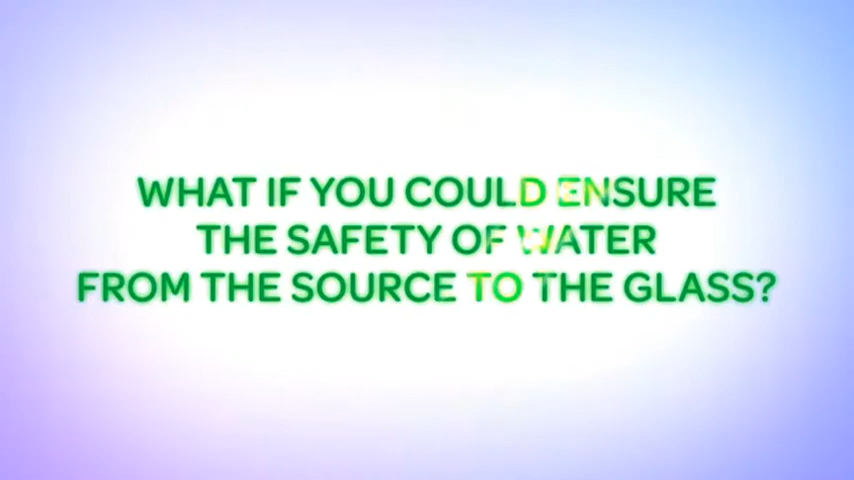 WHAT IF YOU COULD ENSURE
THE SAFETY OF WATER
FROM THE SOURCE TO THE GLASS?